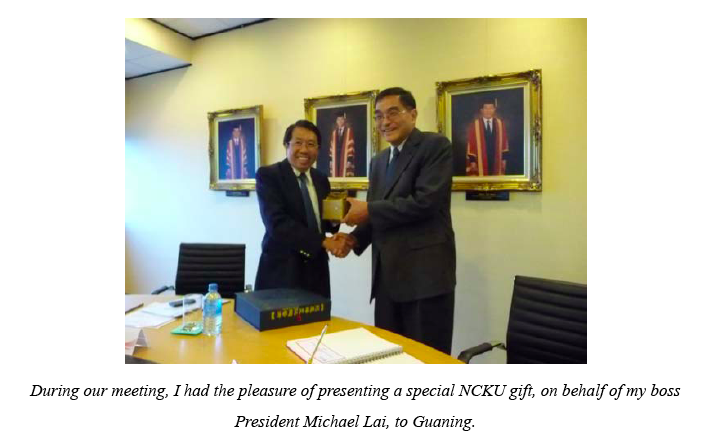 During our meeting, I had the pleasure of presenting a special NCKU gift, on behalf of my boss
President Michael Lai, to Guaning.